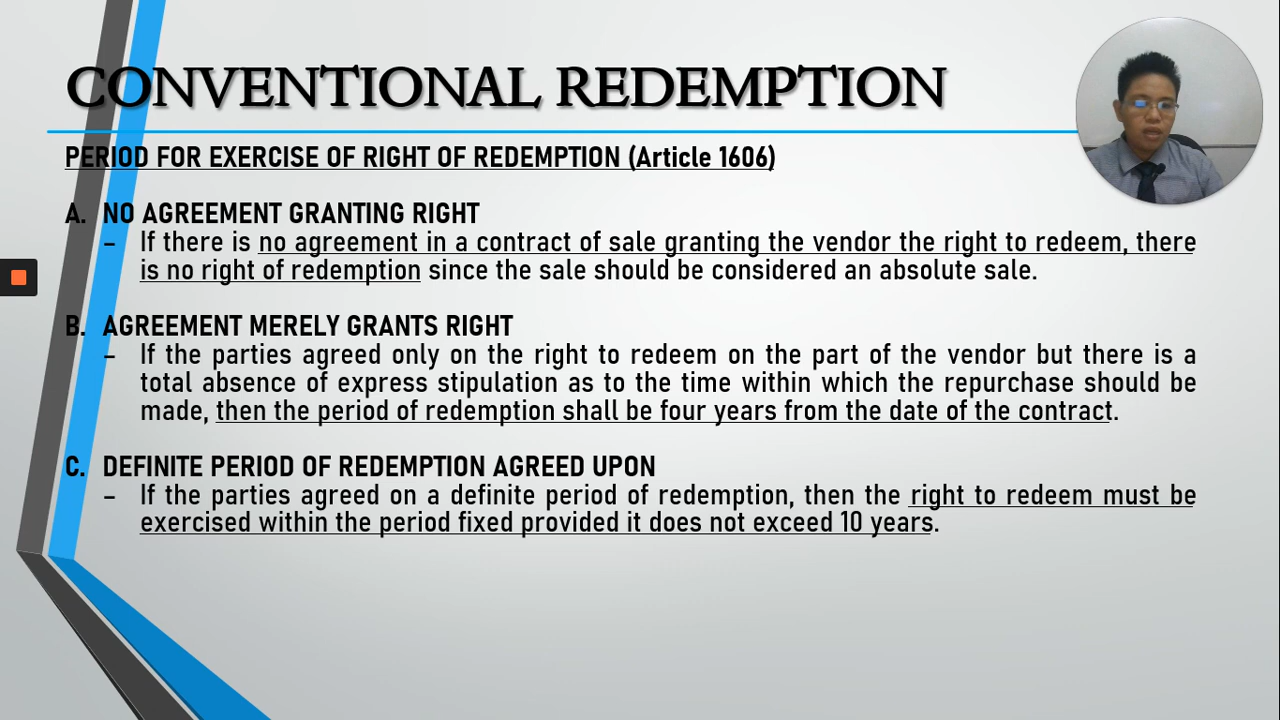 CONVENTIONAL REDEMPTION
PERIOD FOR EXERCISE OF RIGHT OF REDEMPTION (Article 1606)
A. NO AGREEMENT GRANTING RIGHT
– If there is no agreement in a contract of sale granting the vendor the right to redeem, there
is no right of redemption since the sale should be considered an absolute sale.
B. AGREEMENT MERELY GRANTS RIGHT
– If the parties agreed only on the right to redeem on the part of the vendor but there is a
total absence of express stipulation as to the time within which the repurchase should be
made, then the period of redemption shall be four years from the date of the contract.
C. DEFINITE PERIOD OF REDEMPTION AGREED UPON
– If the parties agreed on a definite period of redemption, then the right to redeem must be
exercised within the period fixed provided it does not exceed 10 years.